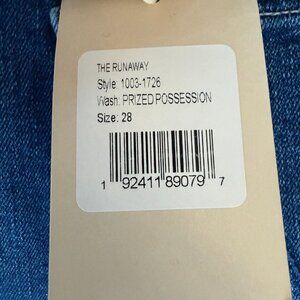 THE RUNAWAY
Style: 1003-1726
Wash: PRIZED POSSESSION
Size: 28
1 92411 89079 7